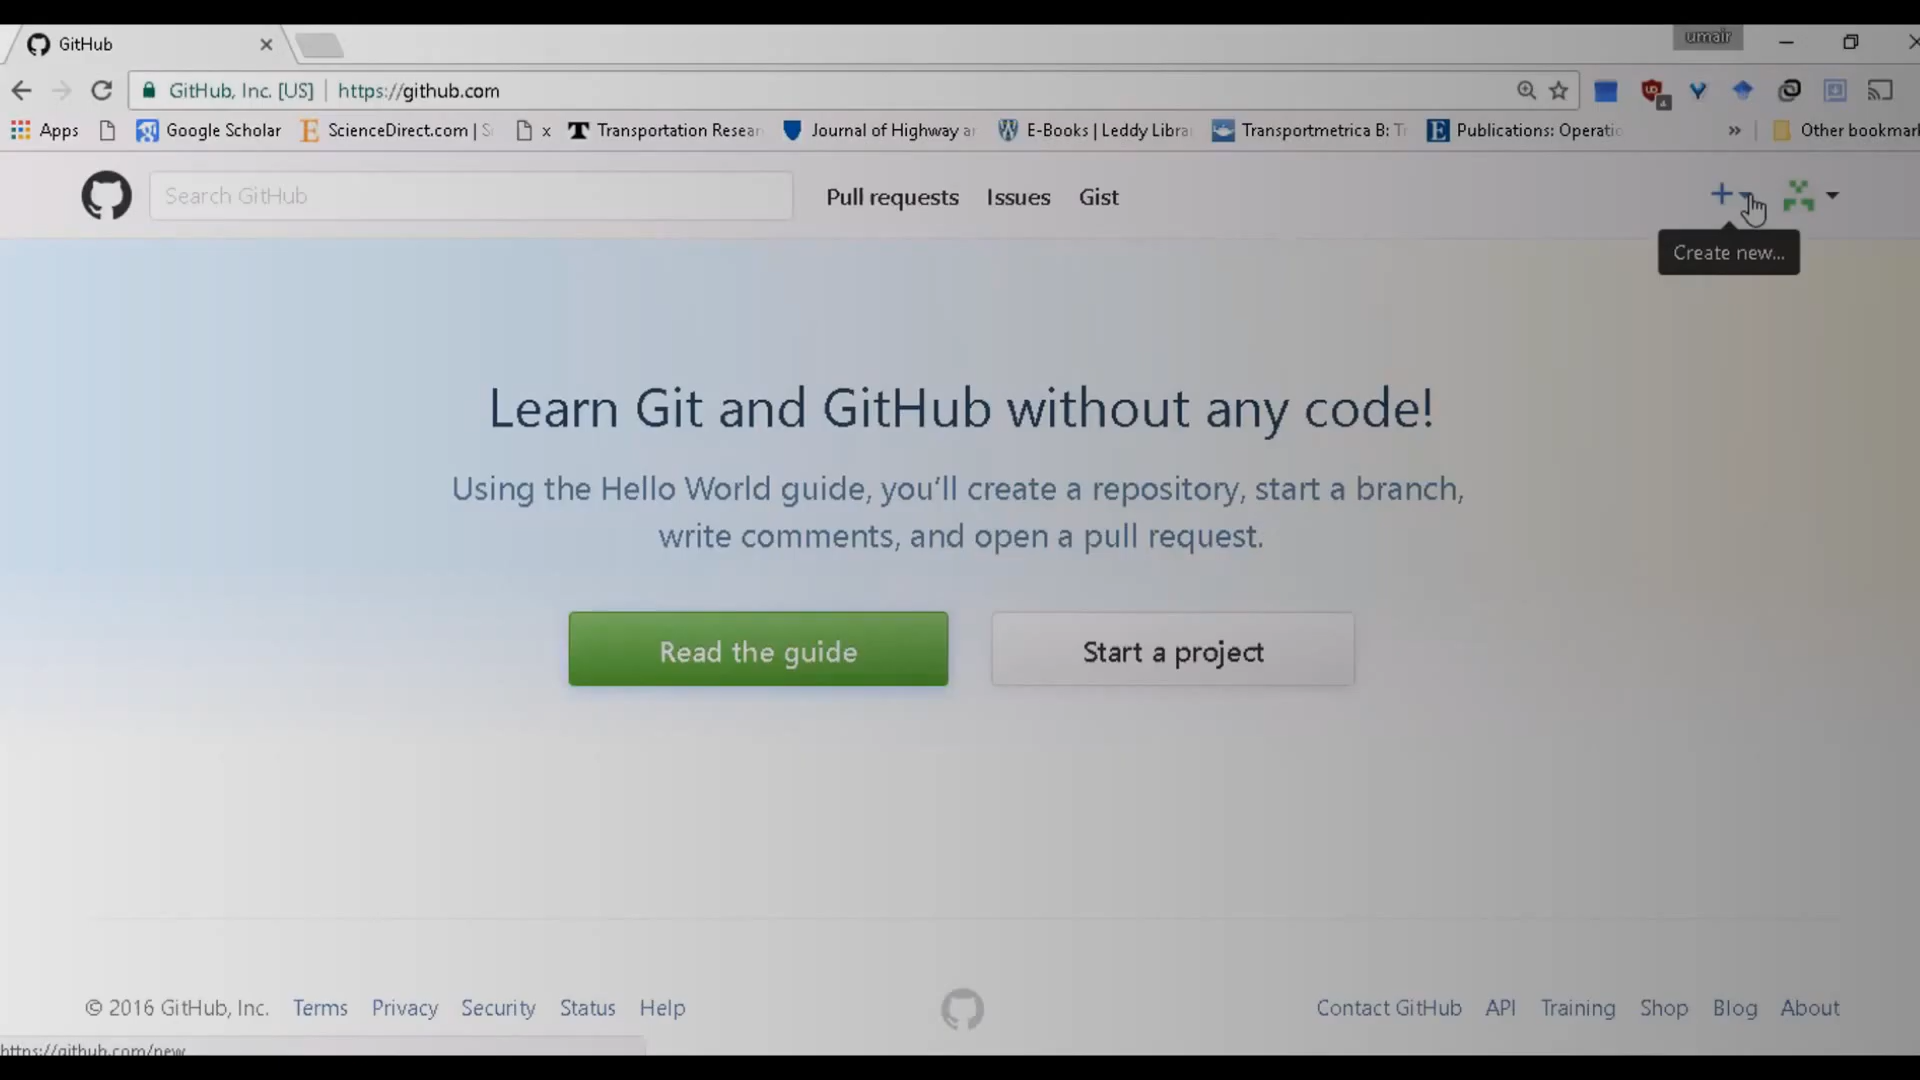 GitHub
umair
GitHub, Inc. [US] https://github.com
Apps Google Scholar ScienceDirect.com | S x Transportation Resear Journal of Highway a E-Books | Leddy Libra Transportmetrica B: T Publications: Operatio » Other bookmark
Search GitHub Pull requests Issues Gist
Create new...
Learn Git and GitHub without any code!
Using the Hello World guide, you’ll create a repository, start a branch,
write comments, and open a pull request.
Read the guide Start a project
© 2016 GitHub, Inc. Terms Privacy Security Status Help Contact GitHub API Training Shop Blog About
https://github.com/new